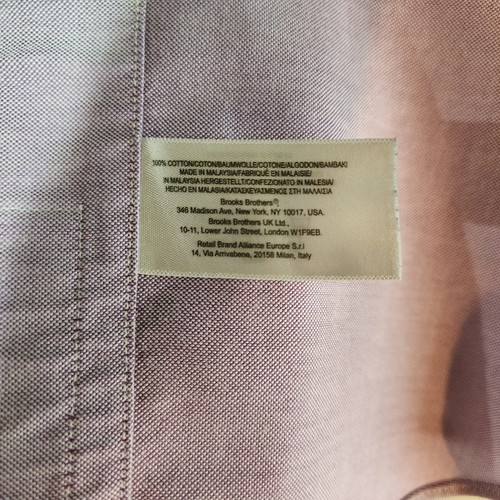 100% COTTON/COTON/BAUMWOLLE/COTONE/ALGODON/BAMBAKI
MADE IN MALAYSIA/FABRIQUÉ EN MALAISIE/
IN MALAYSIA HERGESTELLT/CONFEZIONATO IN MALESIA/
HECHO EN MALASIA/ΚΑΤΑΣΚΕΥΑΣΜΕΝΟΣ ΣΤΗ ΜΑΛΑΙΣΙΑ
Brooks Brothers©
346 Madison Ave, New York, NY 10017, USA.
Brooks Brothers UK Ltd.,
10-11, Lower John Street, London W1F9EB.
Retail Brand Alliance Europe S.r.l
14, Via Arrivabene, 20158 Milan, Italy